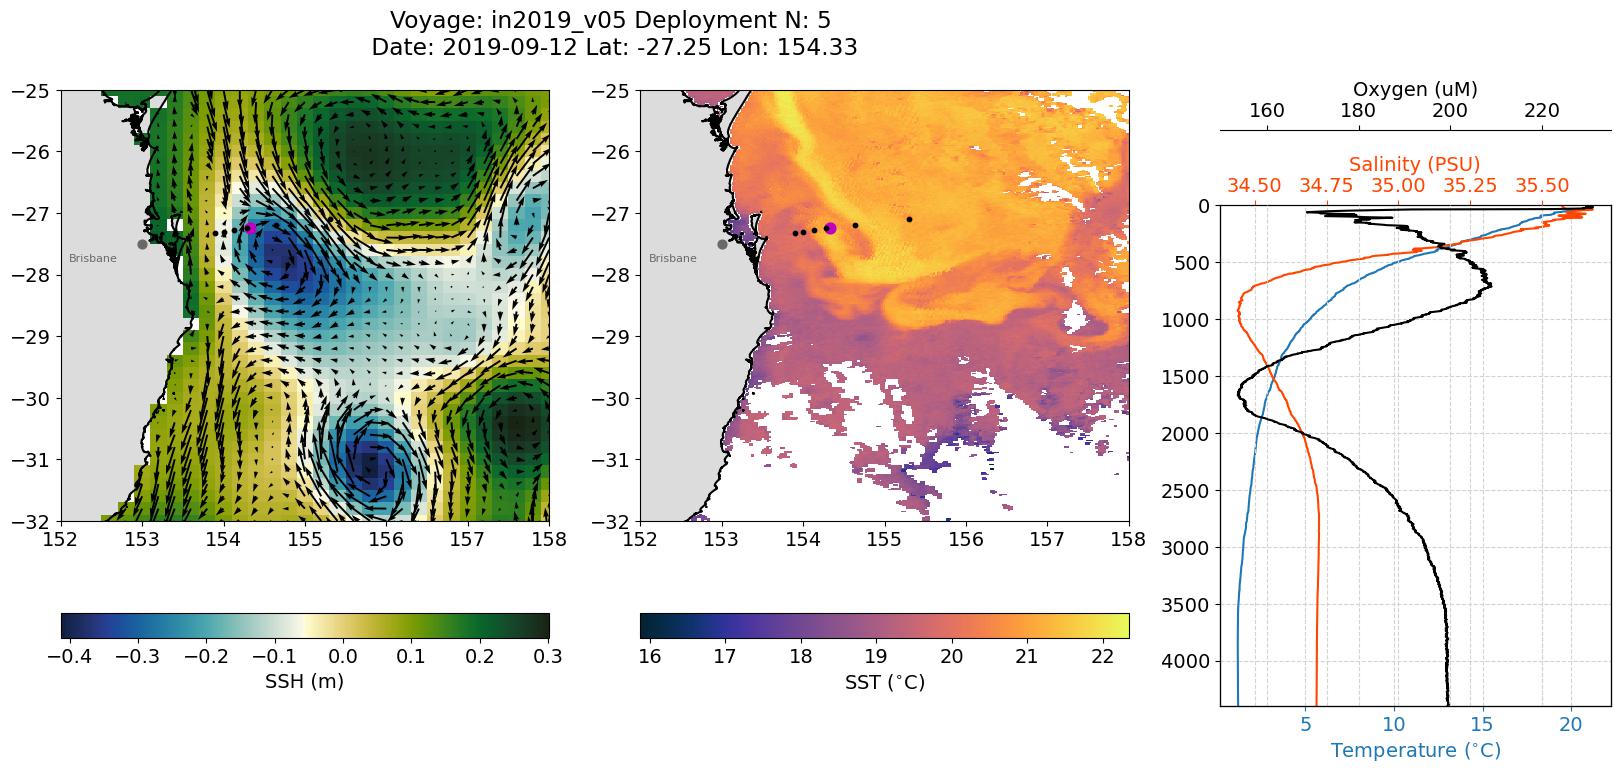 Voyage: in2019_v05 Deployment N: 5
Date: 2019-09-12 Lat: -27.25 Lon: 154.33
−25
−26
−27
−28
−29
−30
−31
−32
Brisbane
152 153 154 155 156 157 158
−0.4 −0.3 −0.2 −0.1 0.0 0.1 0.2 0.3
SSH (m)
−25
−26
−27
−28
−29
−30
−31
−32
Brisbane
152 153 154 155 156 157 158
16 17 18 19 20 21 22
SST (°C)
Oxygen (uM)
160 180 200 220
Salinity (PSU)
34.50 34.75 35.00 35.25 35.50
0
500
1000
1500
2000
2500
3000
3500
4000
5 10 15 20
Temperature (°C)